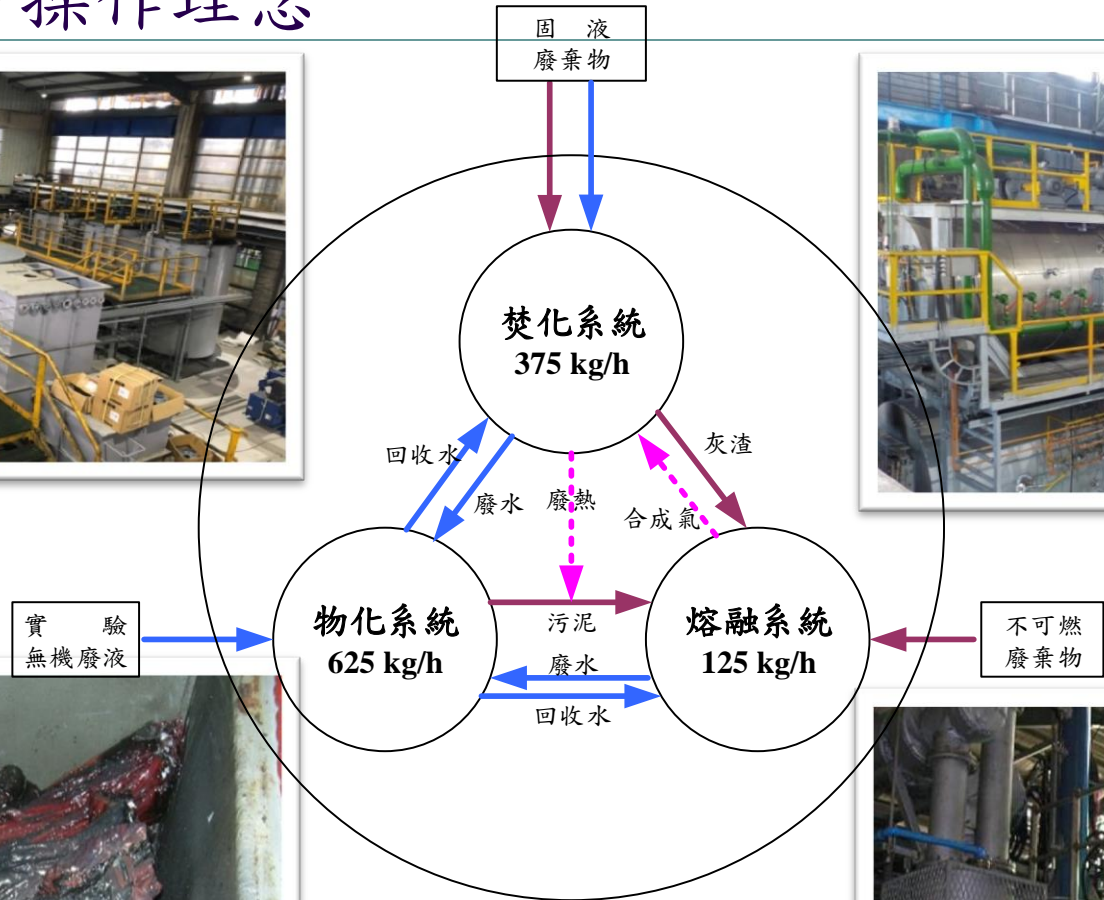 操作理念
固 液
廢棄物
焚化系統
375 kg/h
回收水
廢水
廢熱
合成氣
灰渣
實 驗
無機廢液
物化系統
625 kg/h
污泥
廢水
回收水
熔融系統
125 kg/h
不可燃
廢棄物